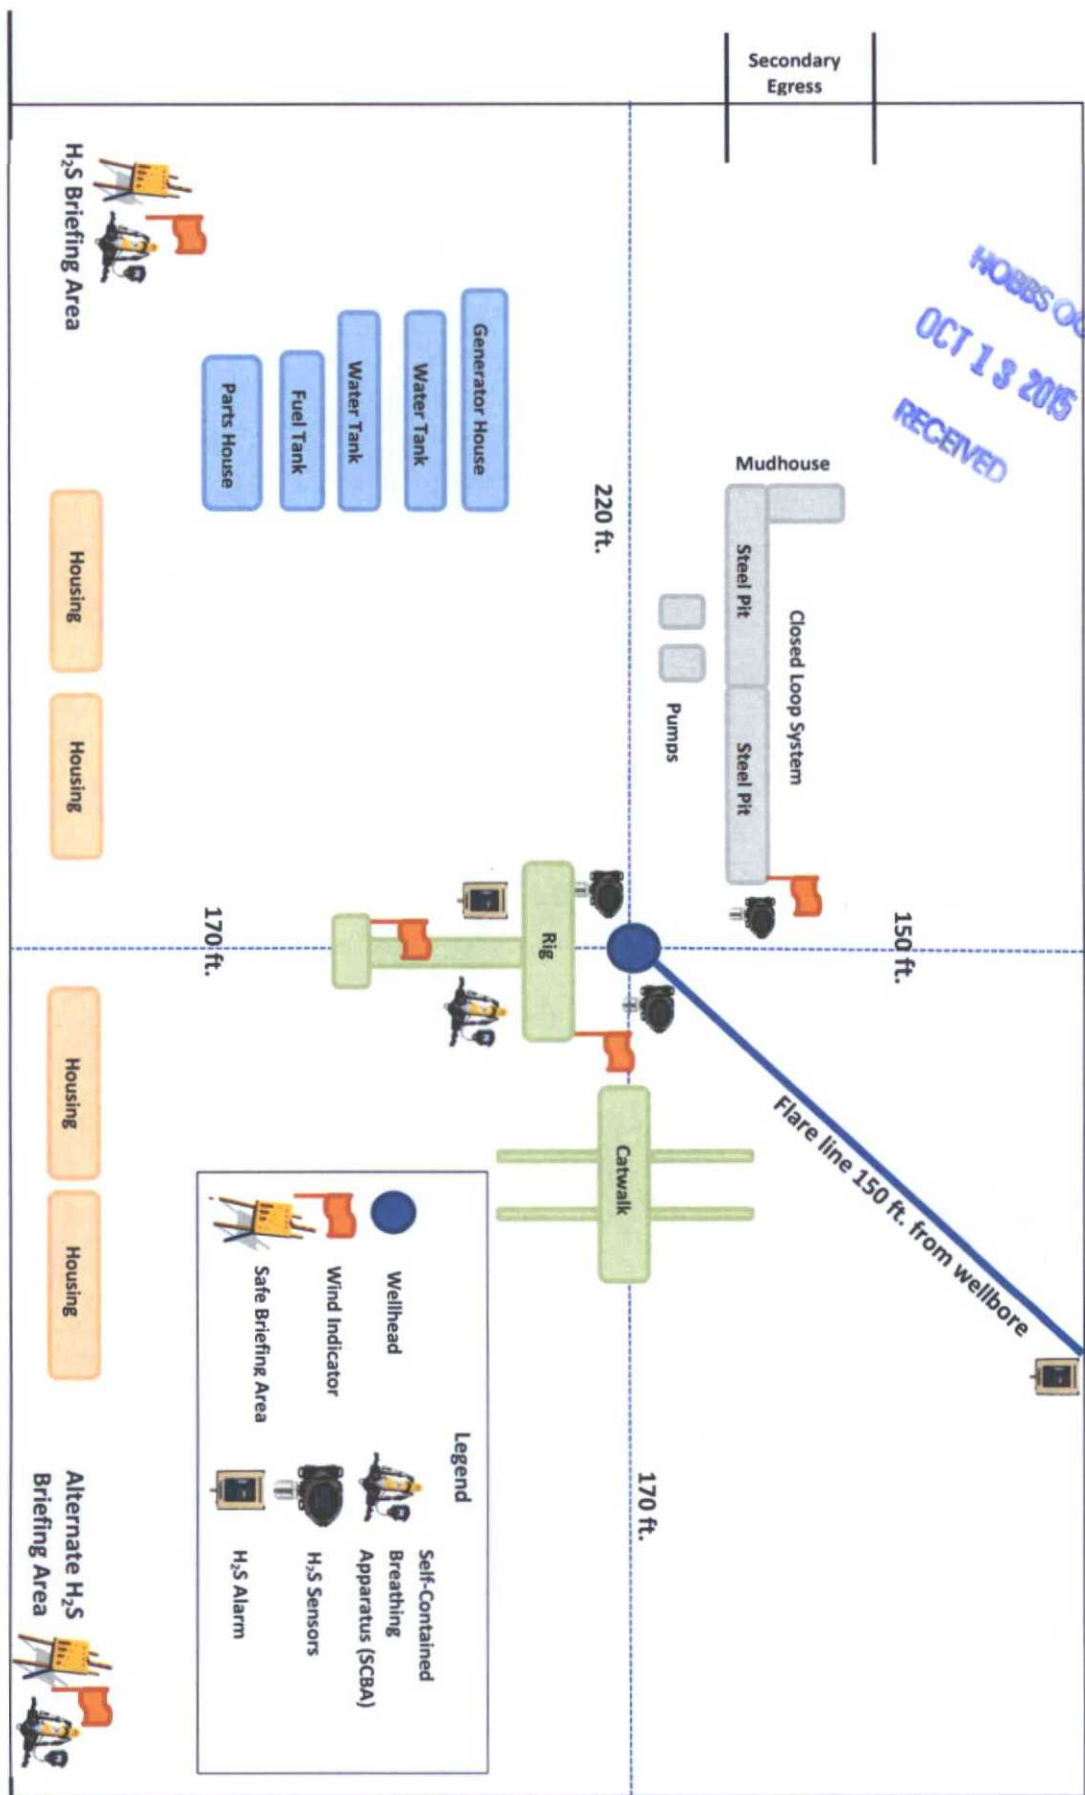 Secondary
Egress
HOBBS
OCT 13 2015
RECEIVED
H₂S Briefing Area
Generator House
Water Tank
Water Tank
Fuel Tank
Parts House
220 ft.
Mudhouse
Steel Pit
Steel Pit
Closed Loop System
Pumps
Housing
Housing
Housing
Housing
150 ft.
170 ft.
Rig
Catwalk
Flare line 150 ft. from wellbore
170 ft.
Legend
Wellhead
Wind Indicator
Safe Briefing Area
Self-Contained
Breathing
Apparatus (SCBA)
H₂S Sensors
H₂S Alarm
Alternate H₂S
Briefing Area